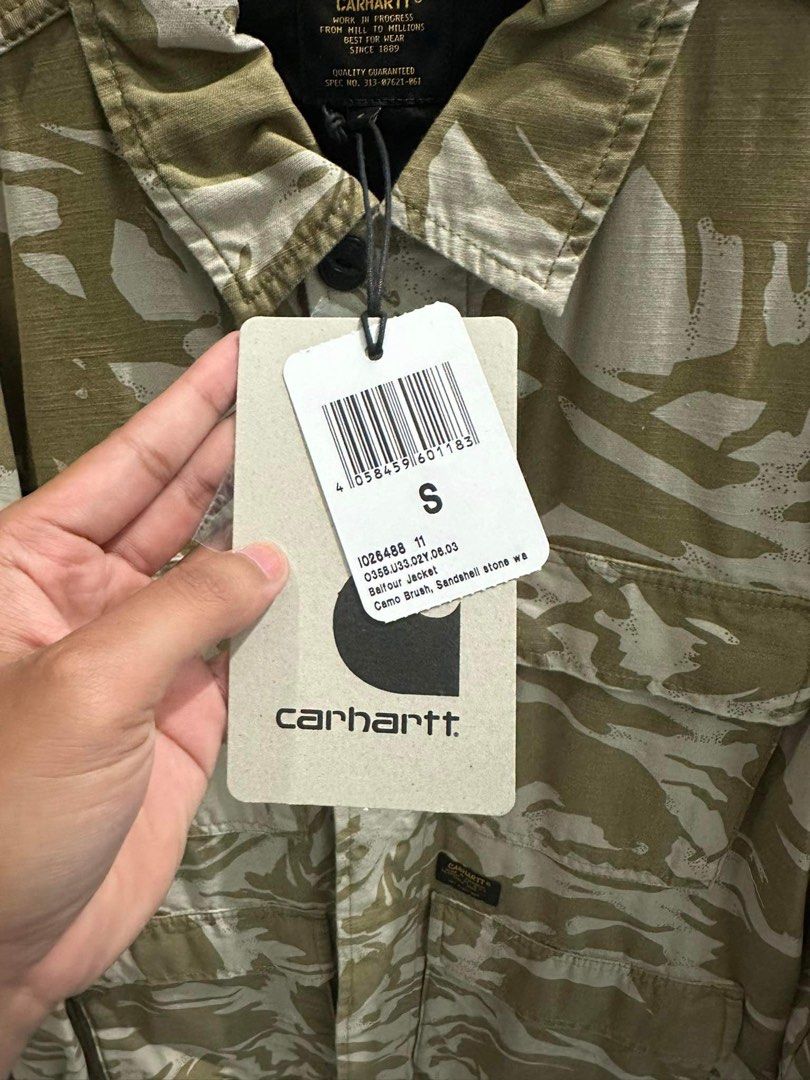 CARHARTT®
WORK IN PROGRESS
FROM MILL TO MILLIONS
BEST FOR WEAR
SINCE 1889
QUALITY GUARANTEED
SPEC NO. 313-07621-061
4 058459 601183
S
I026488 11
0358.U33.02Y.06.03
Balfour Jacket
Camo Brush, Sandshell stone wa
carhartt.
CARHARTT®